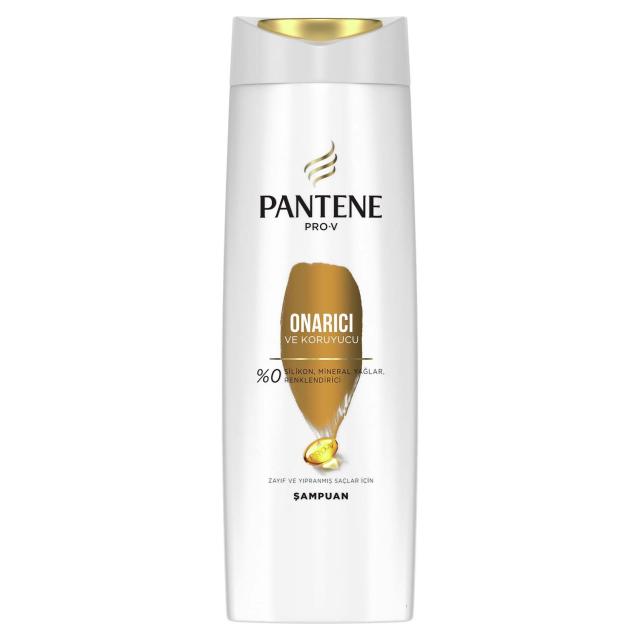 PANTENE
PRO-V
ONARICI
VE KORUYUCU
%0 SİLİKON, MİNERAL YAĞLAR,
RENKLENDİRİCİ
PRO-V
ZAYIF VE YIPRANMIŞ SAÇLAR İÇİN
ŞAMPUAN